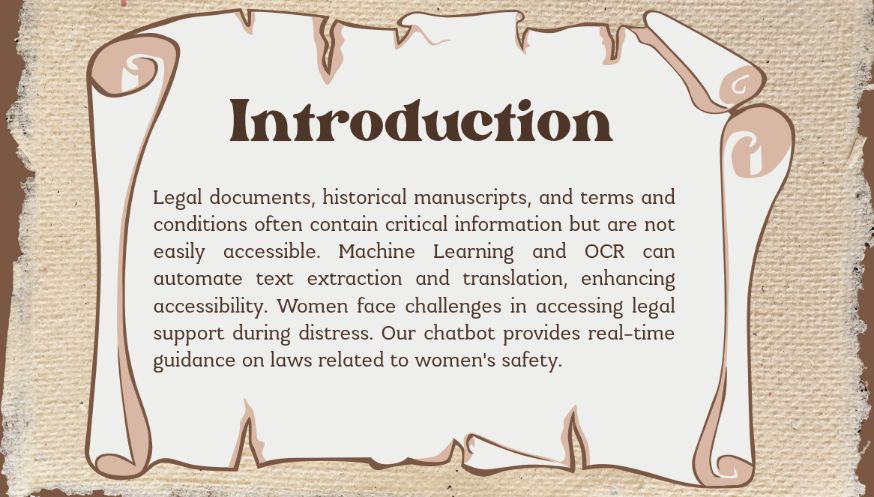 Introduction
Legal documents, historical manuscripts, and terms and
conditions often contain critical information but are not
easily accessible. Machine Learning and OCR can
automate text extraction and translation, enhancing
accessibility. Women face challenges in accessing legal
support during distress. Our chatbot provides real-time
guidance on laws related to women's safety.